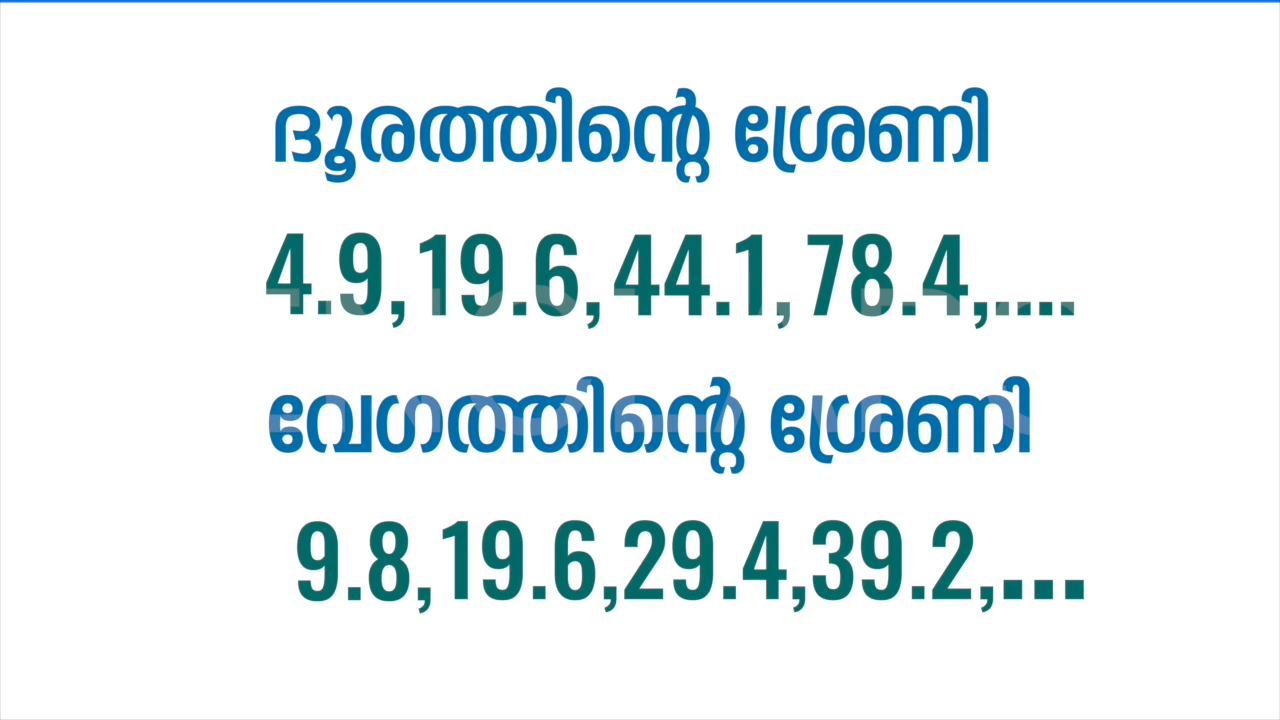 ദൂരത്തിന്റെ ശ്രേണി
4.9,19.6,44.1,78.4,....
വേഗത്തിന്റെ ശ്രേണി
9.8,19.6,29.4,39.2,...